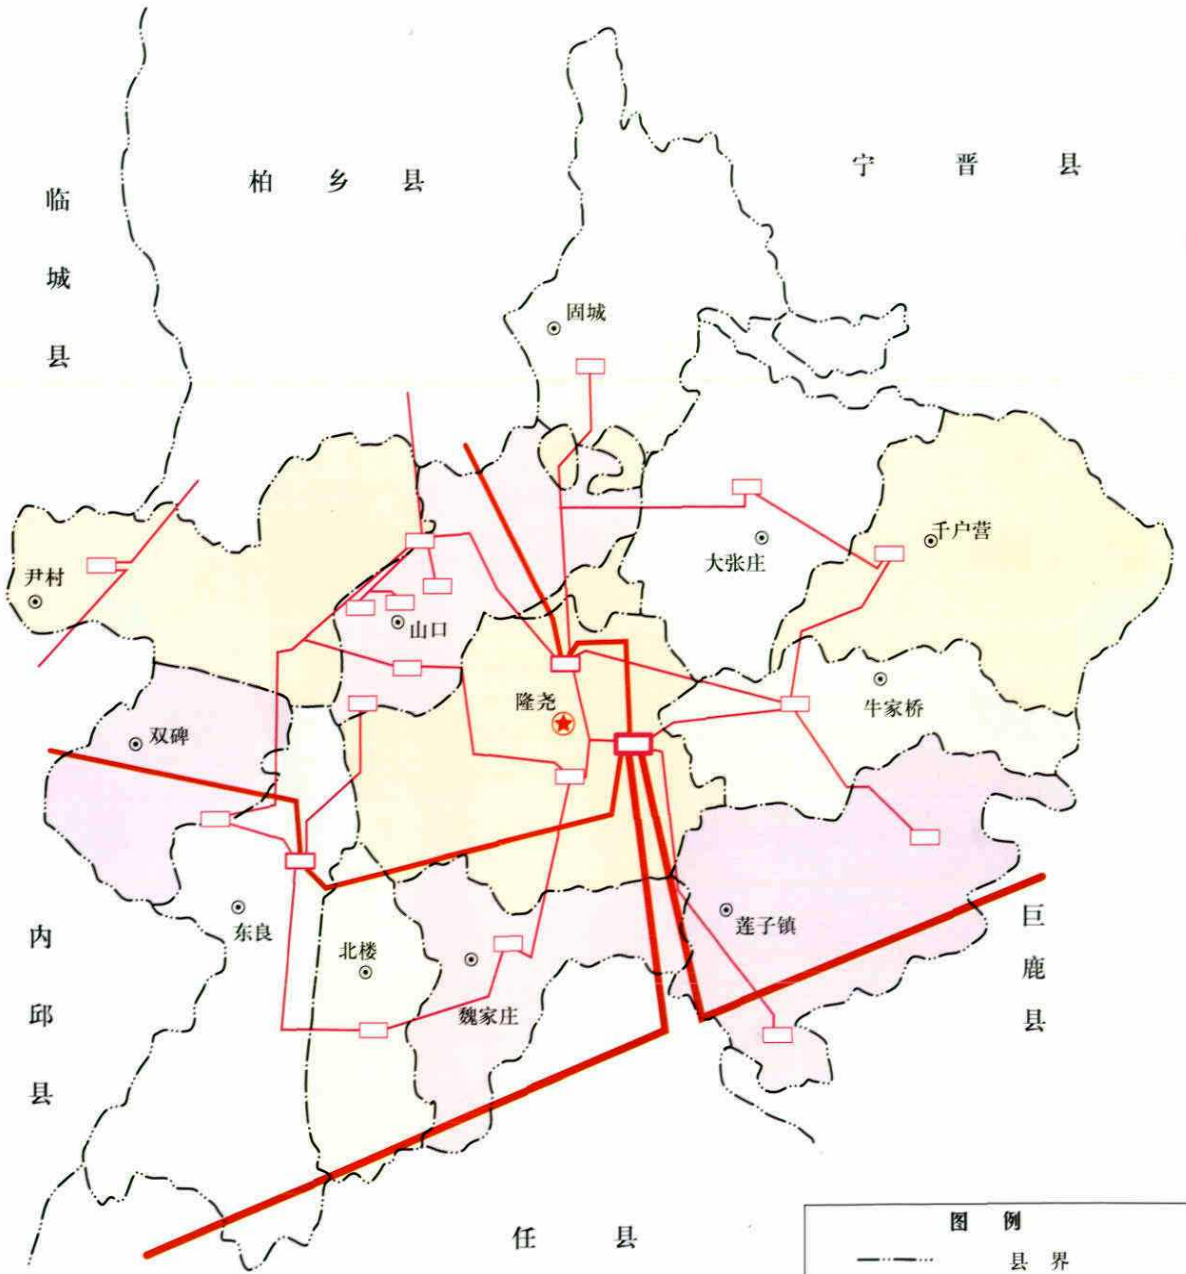 柏乡县
宁晋县
临城县
固城
千户营
大张庄
尹村
山口
隆尧
牛家桥
双碑
莲子镇
东良
北楼
魏家庄
内邱县
巨鹿县
任县
图例
县界